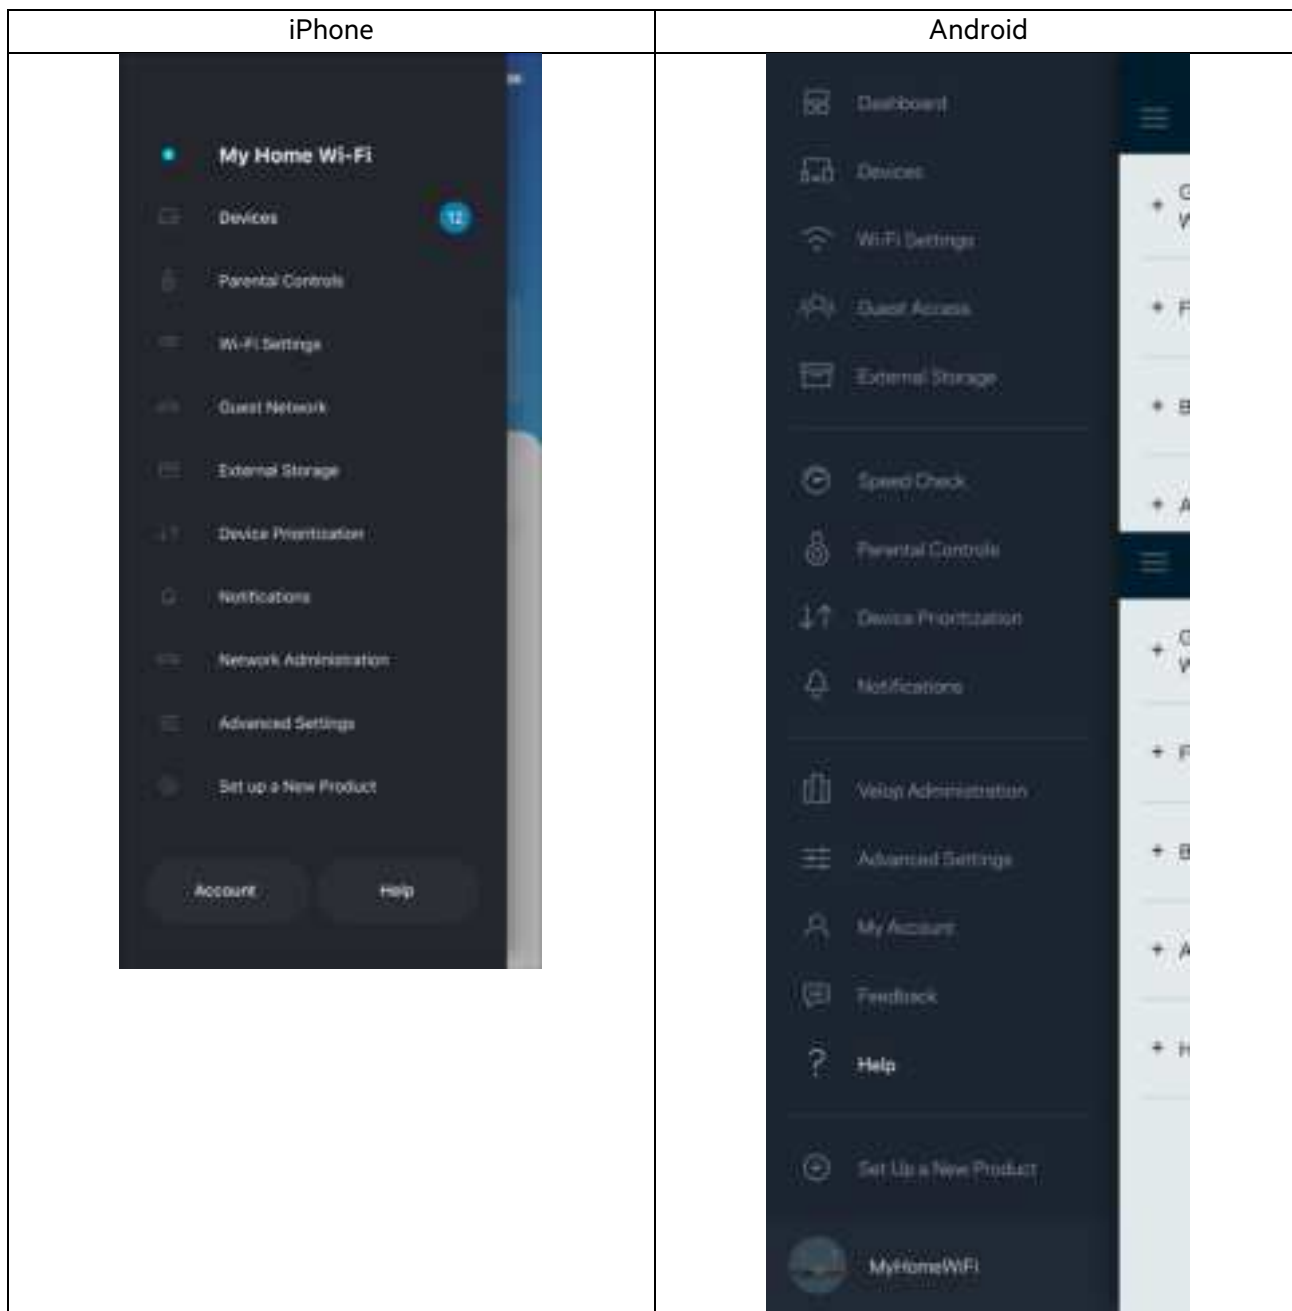 iPhone
Android
My Home Wi-Fi
Devices
12
Parental Controls
Wi-Fi Settings
Guest Network
External Storage
Device Prioritization
Notifications
Network Administration
Advanced Settings
Set up a New Product
Account
Help
Dashboard
Devices
Wi-Fi Settings
Guest Access
External Storage
Speed Check
Parental Controls
Device Prioritization
Notifications
Velop Administration
Advanced Settings
My Account
Feedback
Help
Set Up a New Product
MyHomeWiFi
+ G
W
+ F
+ B
+ A
+ G
W
+ F
+ B
+ A
+ H